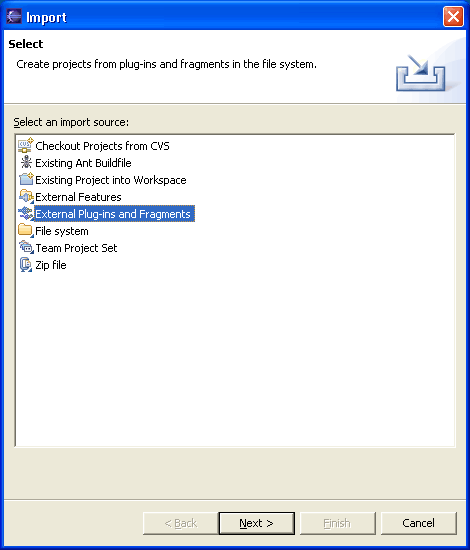 Import
Select
Create projects from plug-ins and fragments in the file system.
Select an import source:
CVS
Checkout Projects from CVS
Existing Ant Buildfile
Existing Project into Workspace
External Features
External Plug-ins and Fragments
File system
Team Project Set
Zip file
< Back
Next >
Finish
Cancel